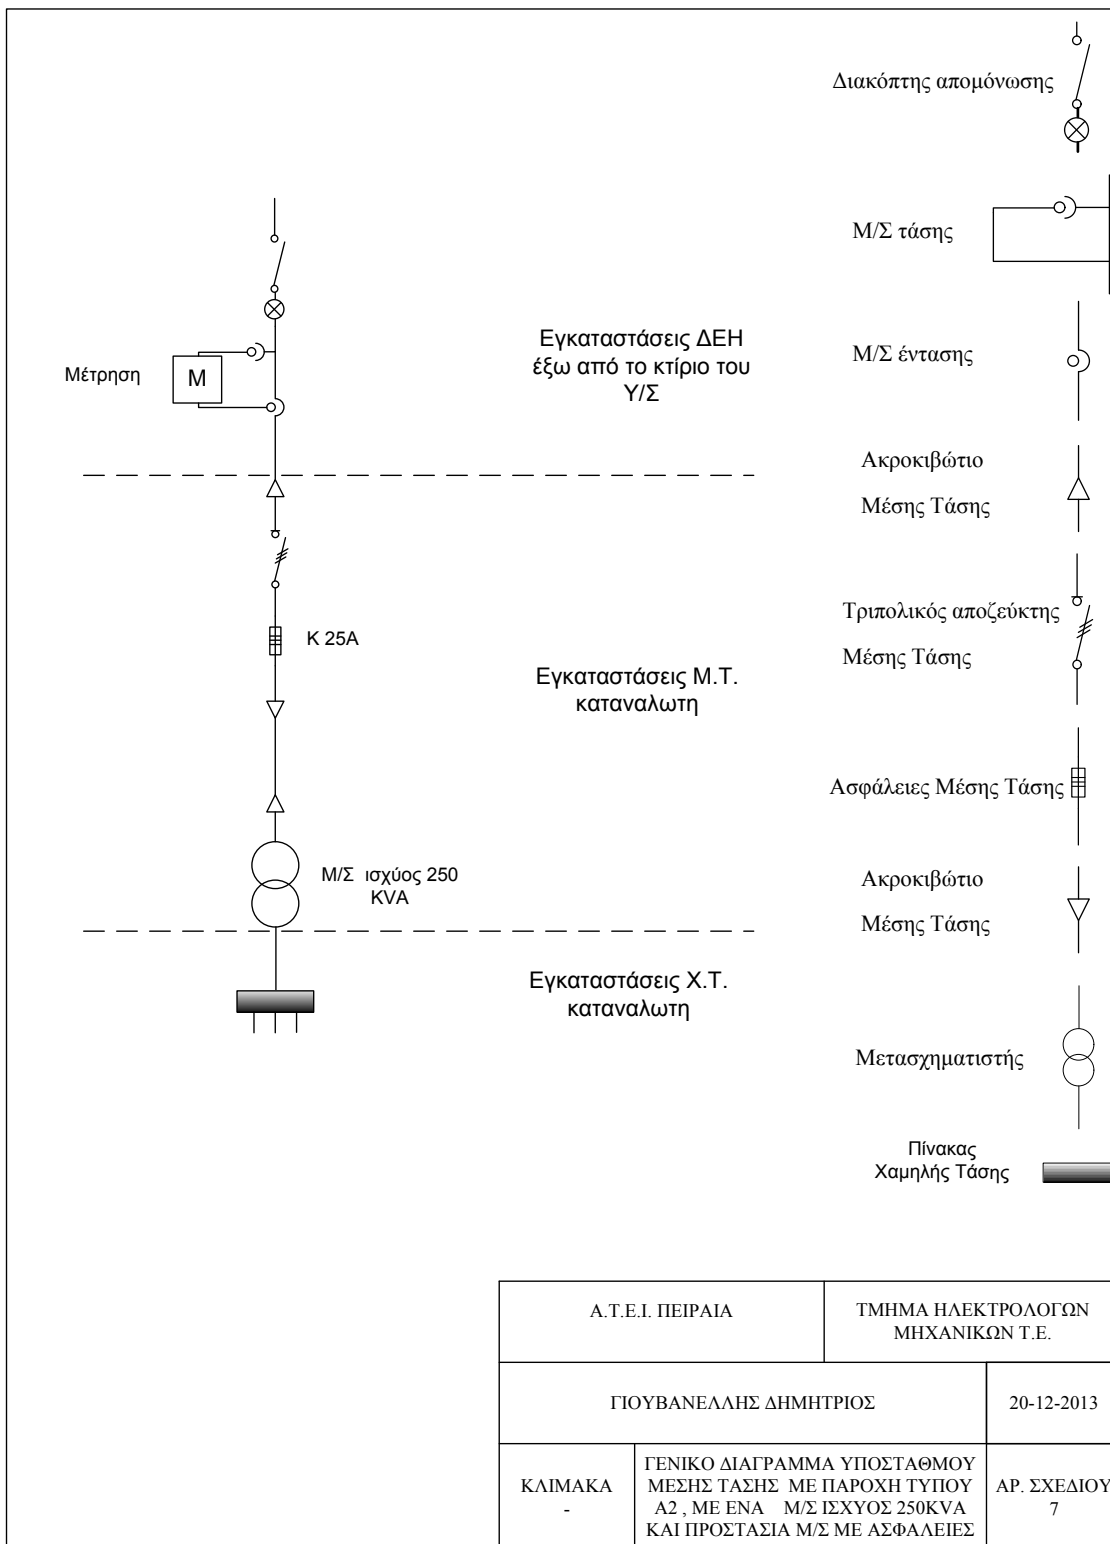 Διακόπτης απομόνωσης
Μ/Σ τάσης
Εγκαταστάσεις ΔΕΗ
έξω από το κτίριο του
Υ/Σ
Μ/Σ έντασης
Μέτρηση
M
Ακροκιβώτιο
Μέσης Τάσης
Τριπολικός αποζεύκτης
Μέσης Τάσης
K 25A
Εγκαταστάσεις Μ.Τ.
καταναλωτη
Ασφάλειες Μέσης Τάσης
Μ/Σ ισχύος 250
KVA
Ακροκιβώτιο
Μέσης Τάσης
Εγκαταστάσεις Χ.Τ.
καταναλωτη
Μετασχηματιστής
Πίνακας
Χαμηλής Τάσης
Α.Τ.Ε.Ι. ΠΕΙΡΑΙΑ
ΤΜΗΜΑ ΗΛΕΚΤΡΟΛΟΓΩΝ
ΜΗΧΑΝΙΚΩΝ Τ.Ε.
ΓΙΟΥΒΑΝΕΛΛΗΣ ΔΗΜΗΤΡΙΟΣ
20-12-2013
ΚΛΙΜΑΚΑ
-
ΓΕΝΙΚΟ ΔΙΑΓΡΑΜΜΑ ΥΠΟΣΤΑΘΜΟΥ
ΜΕΣΗΣ ΤΑΣΗΣ ΜΕ ΠΑΡΟΧΗ ΤΥΠΟΥ
Α2 , ΜΕ ΕΝΑ Μ/Σ ΙΣΧΥΟΣ 250KVA
ΚΑΙ ΠΡΟΣΤΑΣΙΑ Μ/Σ ΜΕ ΑΣΦΑΛΕΙΕΣ
ΑΡ. ΣΧΕΔΙΟΥ
7